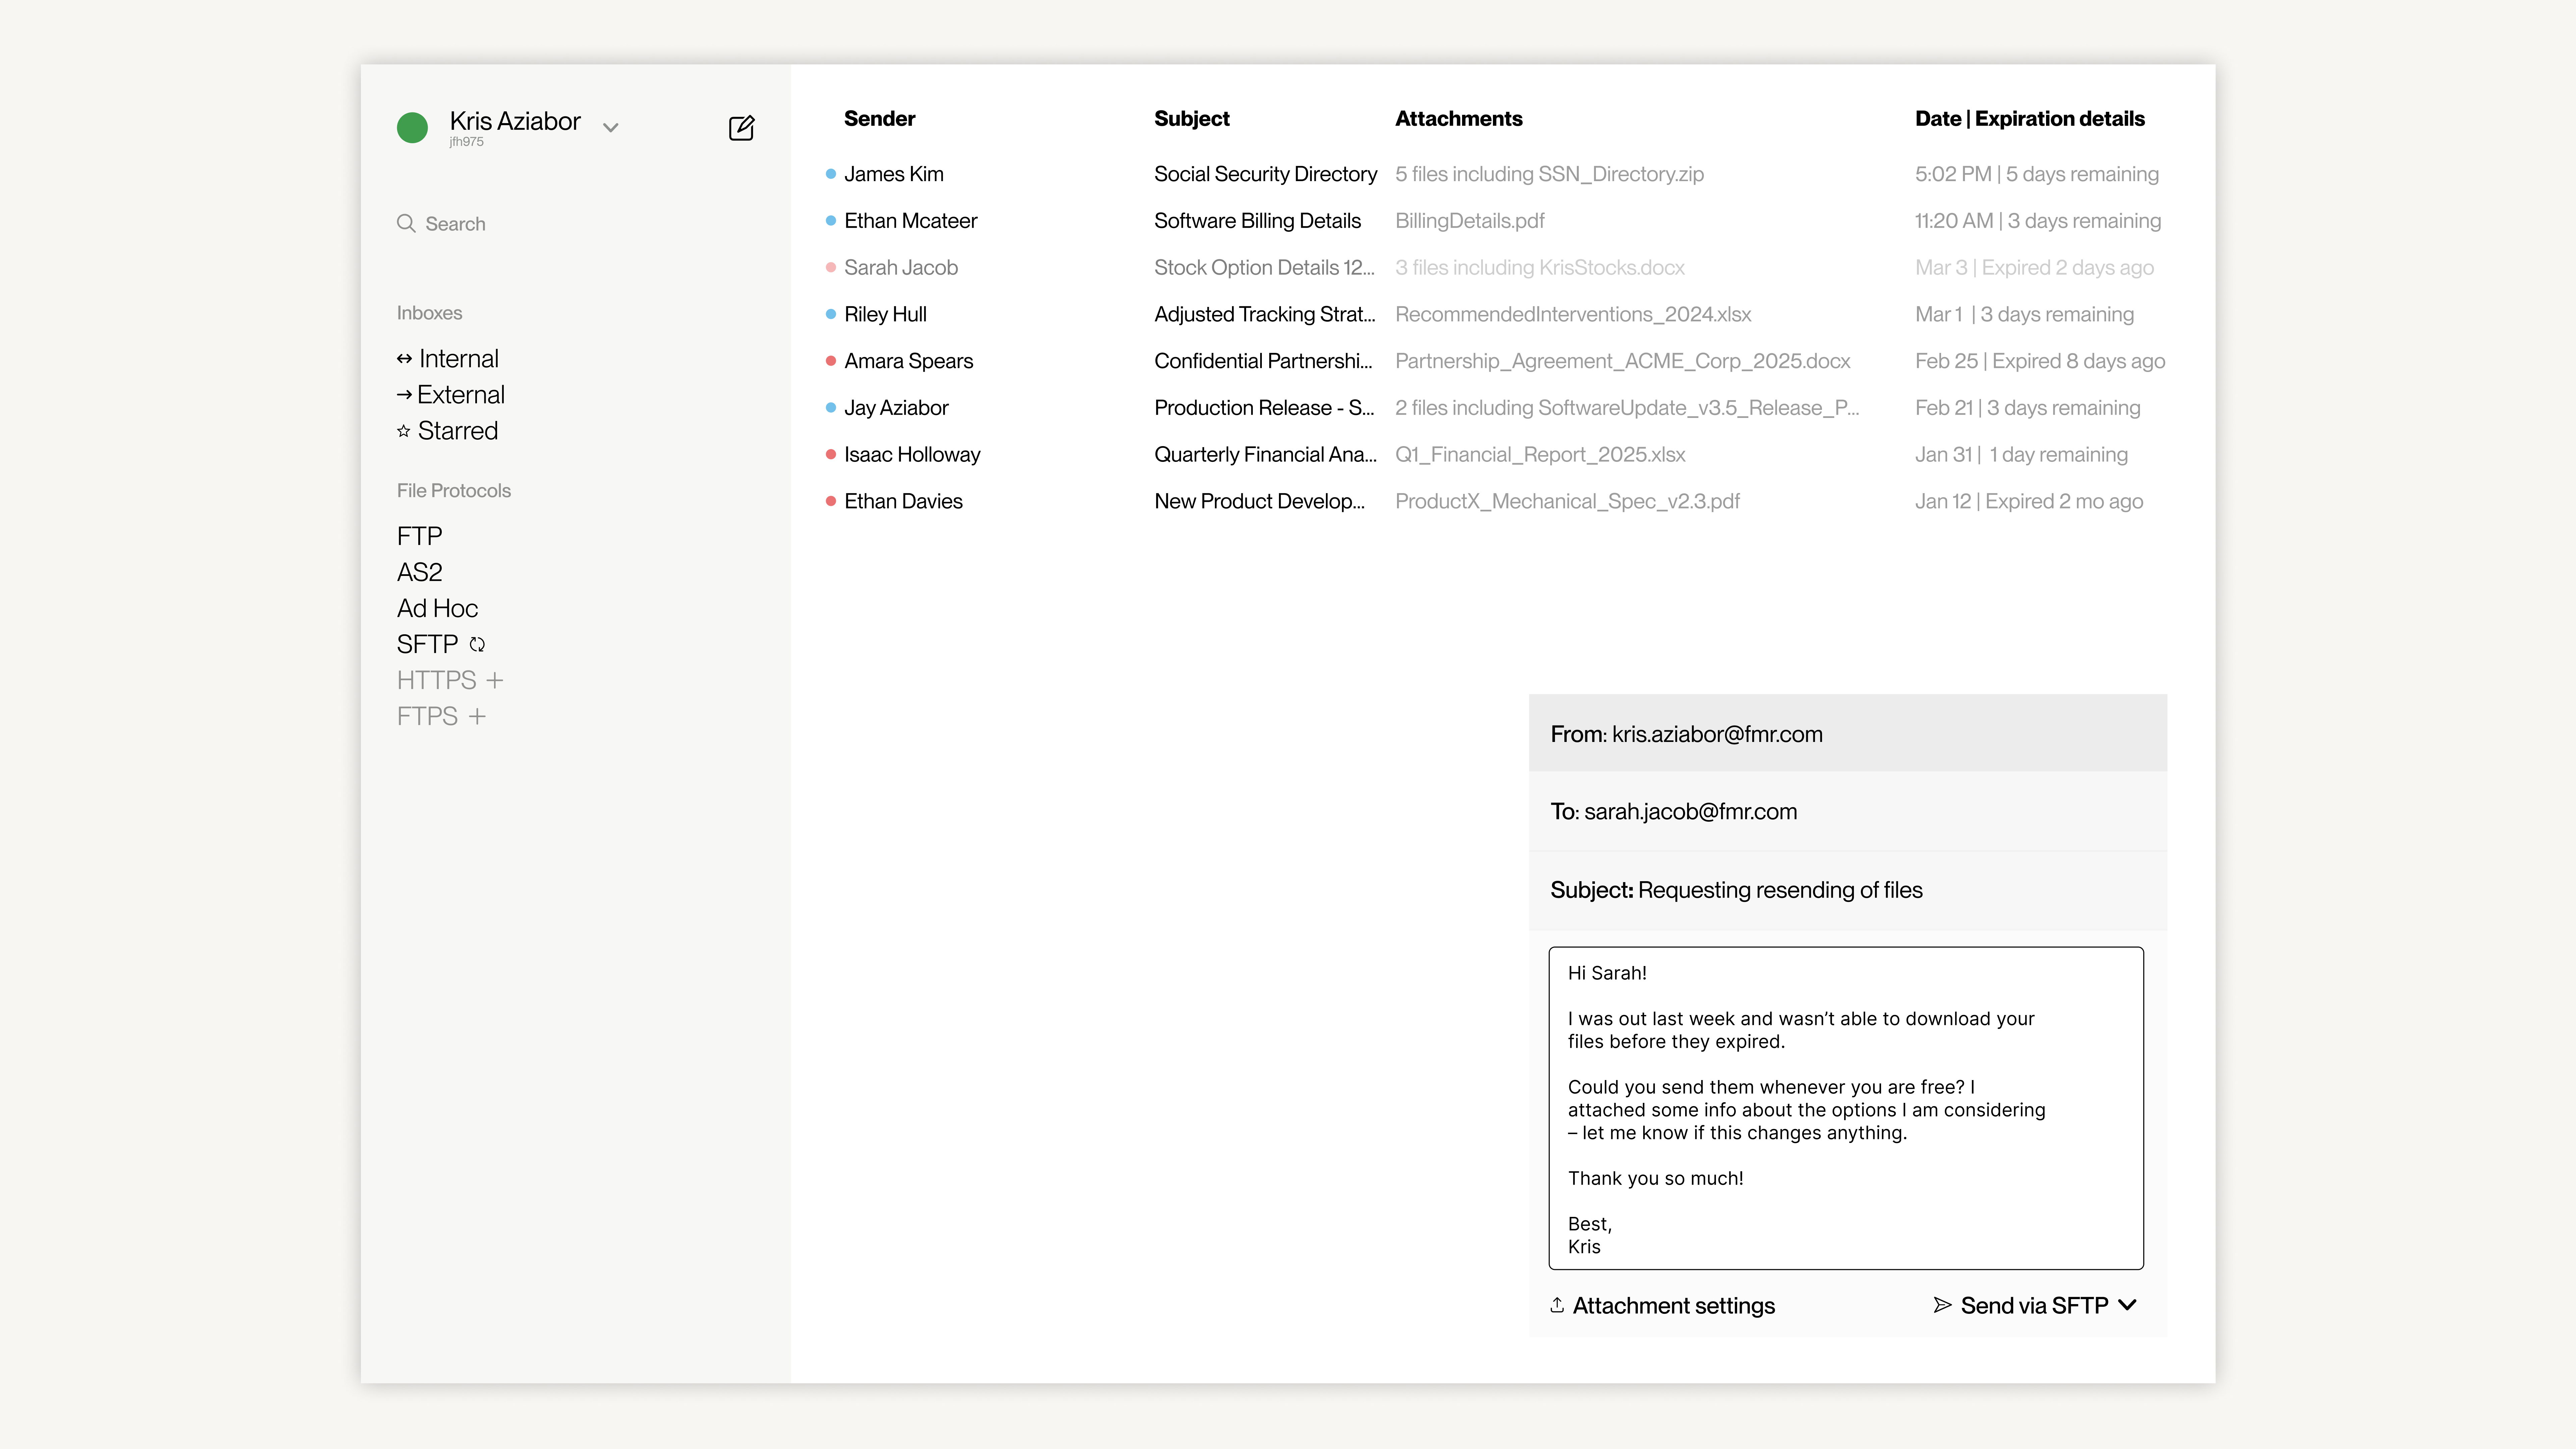 Kris Aziabor
jfh975
Search
Inboxes
Internal
External
Starred
File Protocols
FTP
AS2
Ad Hoc
SFTP
HTTPS +
FTPS +
Sender Subject Attachments Date | Expiration details
James Kim Social Security Directory 5 files including SSN_Directory.zip 5:02 PM | 5 days remaining
Ethan Mcateer Software Billing Details BillingDetails.pdf 11:20 AM | 3 days remaining
Sarah Jacob Stock Option Details 12... 3 files including KrisStocks.docx Mar 3 | Expired 2 days ago
Riley Hull Adjusted Tracking Strat... RecommendedInterventions_2024.xlsx Mar 1 | 3 days remaining
Amara Spears Confidential Partnershi... Partnership_Agreement_ACME_Corp_2025.docx Feb 25 | Expired 8 days ago
Jay Aziabor Production Release - S... 2 files including SoftwareUpdate_v3.5_Release_P... Feb 21 | 3 days remaining
Isaac Holloway Quarterly Financial Ana... Q1_Financial_Report_2025.xlsx Jan 31 | 1 day remaining
Ethan Davies New Product Develop... ProductX_Mechanical_Spec_v2.3.pdf Jan 12 | Expired 2 mo ago
From: kris.aziabor@fmr.com
To: sarah.jacob@fmr.com
Subject: Requesting resending of files
Hi Sarah!
I was out last week and wasn’t able to download your
files before they expired.
Could you send them whenever you are free? I
attached some info about the options I am considering
– let me know if this changes anything.
Thank you so much!
Best,
Kris
Attachment settings Send via SFTP